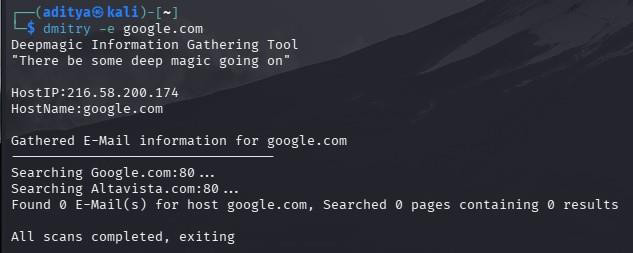 ┌──(aditya㉿kali)-[~]
└─$ dmitry -e google.com
Deepmagic Information Gathering Tool
"There be some deep magic going on"
HostIP:216.58.200.174
HostName:google.com
Gathered E-Mail information for google.com
Searching Google.com:80...
Searching Altavista.com:80...
Found 0 E-Mail(s) for host google.com, Searched 0 pages containing 0 results
All scans completed, exiting